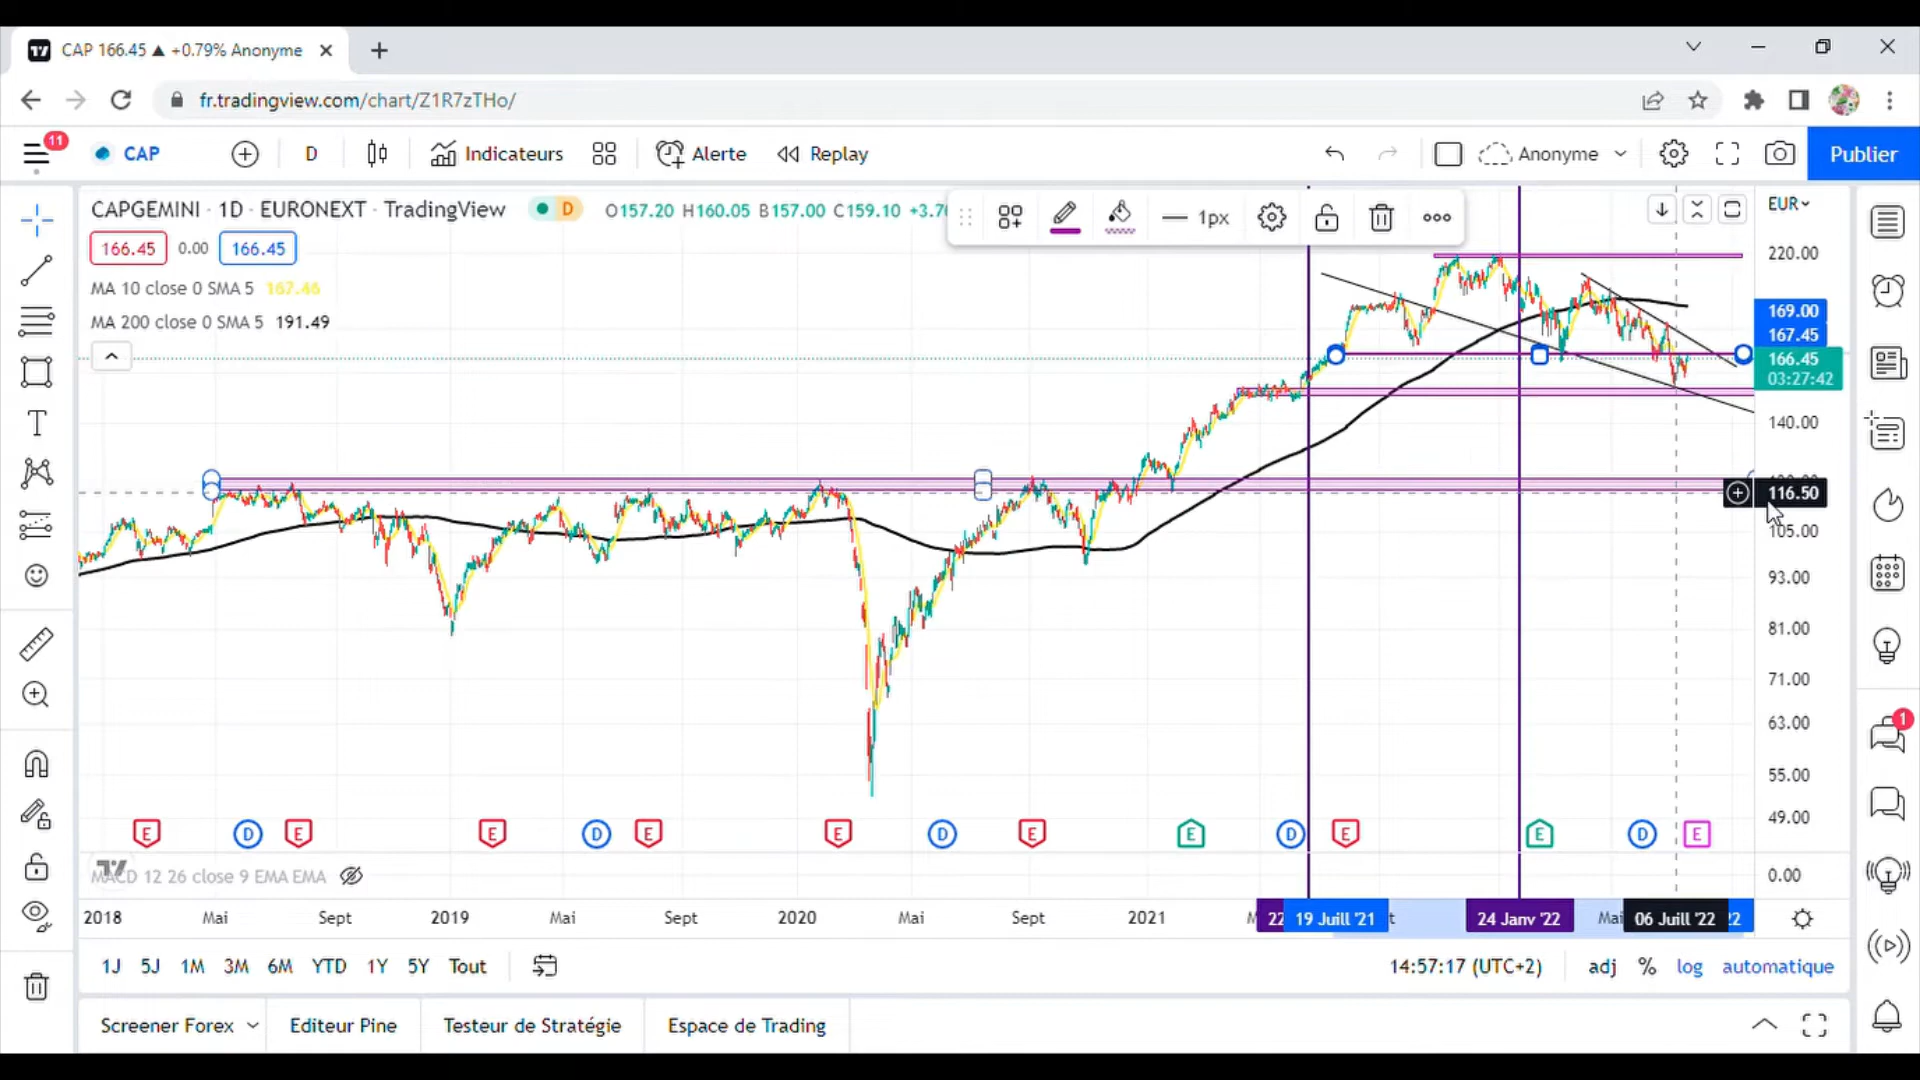 CAP 166.45 ▲ +0.79% Anonyme
fr.tradingview.com/chart/Z1R7zTHo/
11
CAP
D
Indicateurs
Alerte
Replay
Anonyme
Publier
CAPGEMINI · 1D · EURONEXT · TradingView
D
O157.20 H160.05 B157.00 C159.10
1px
EUR
166.45
0.00
166.45
MA 10 close 0 SMA 5 167.46
MA 200 close 0 SMA 5 191.49
220.00
169.00
167.45
166.45
03:27:42
140.00
116.50
105.00
93.00
81.00
71.00
63.00
55.00
49.00
0.00
1
E D E E D E E D E E D E E D E
MACD 12 26 close 9 EMA EMA
2018 Mai Sept 2019 Mai Sept 2020 Mai Sept 2021 22 19 Juill '21 24 Janv '22 Mai 06 Juill '22 22
1J 5J 1M 3M 6M YTD 1Y 5Y Tout
14:57:17 (UTC+2)
adj % log automatique
Screener Forex
Editeur Pine
Testeur de Stratégie
Espace de Trading